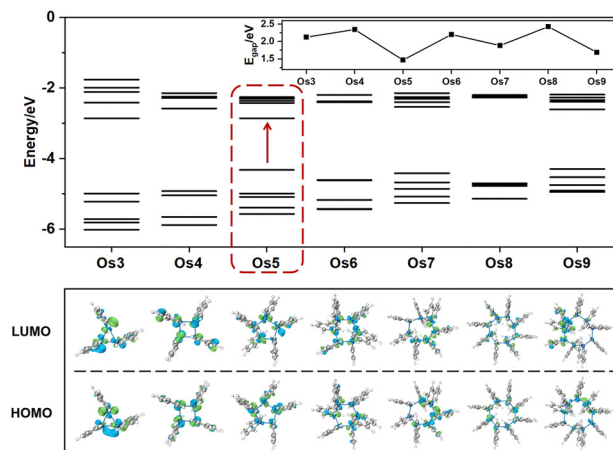 0
-2
-4
-6
Energy/eV
2.5
2.0
1.5
E_gap/eV
Os3 Os4 Os5 Os6 Os7 Os8 Os9
Os3 Os4 Os5 Os6 Os7 Os8 Os9
LUMO
HOMO